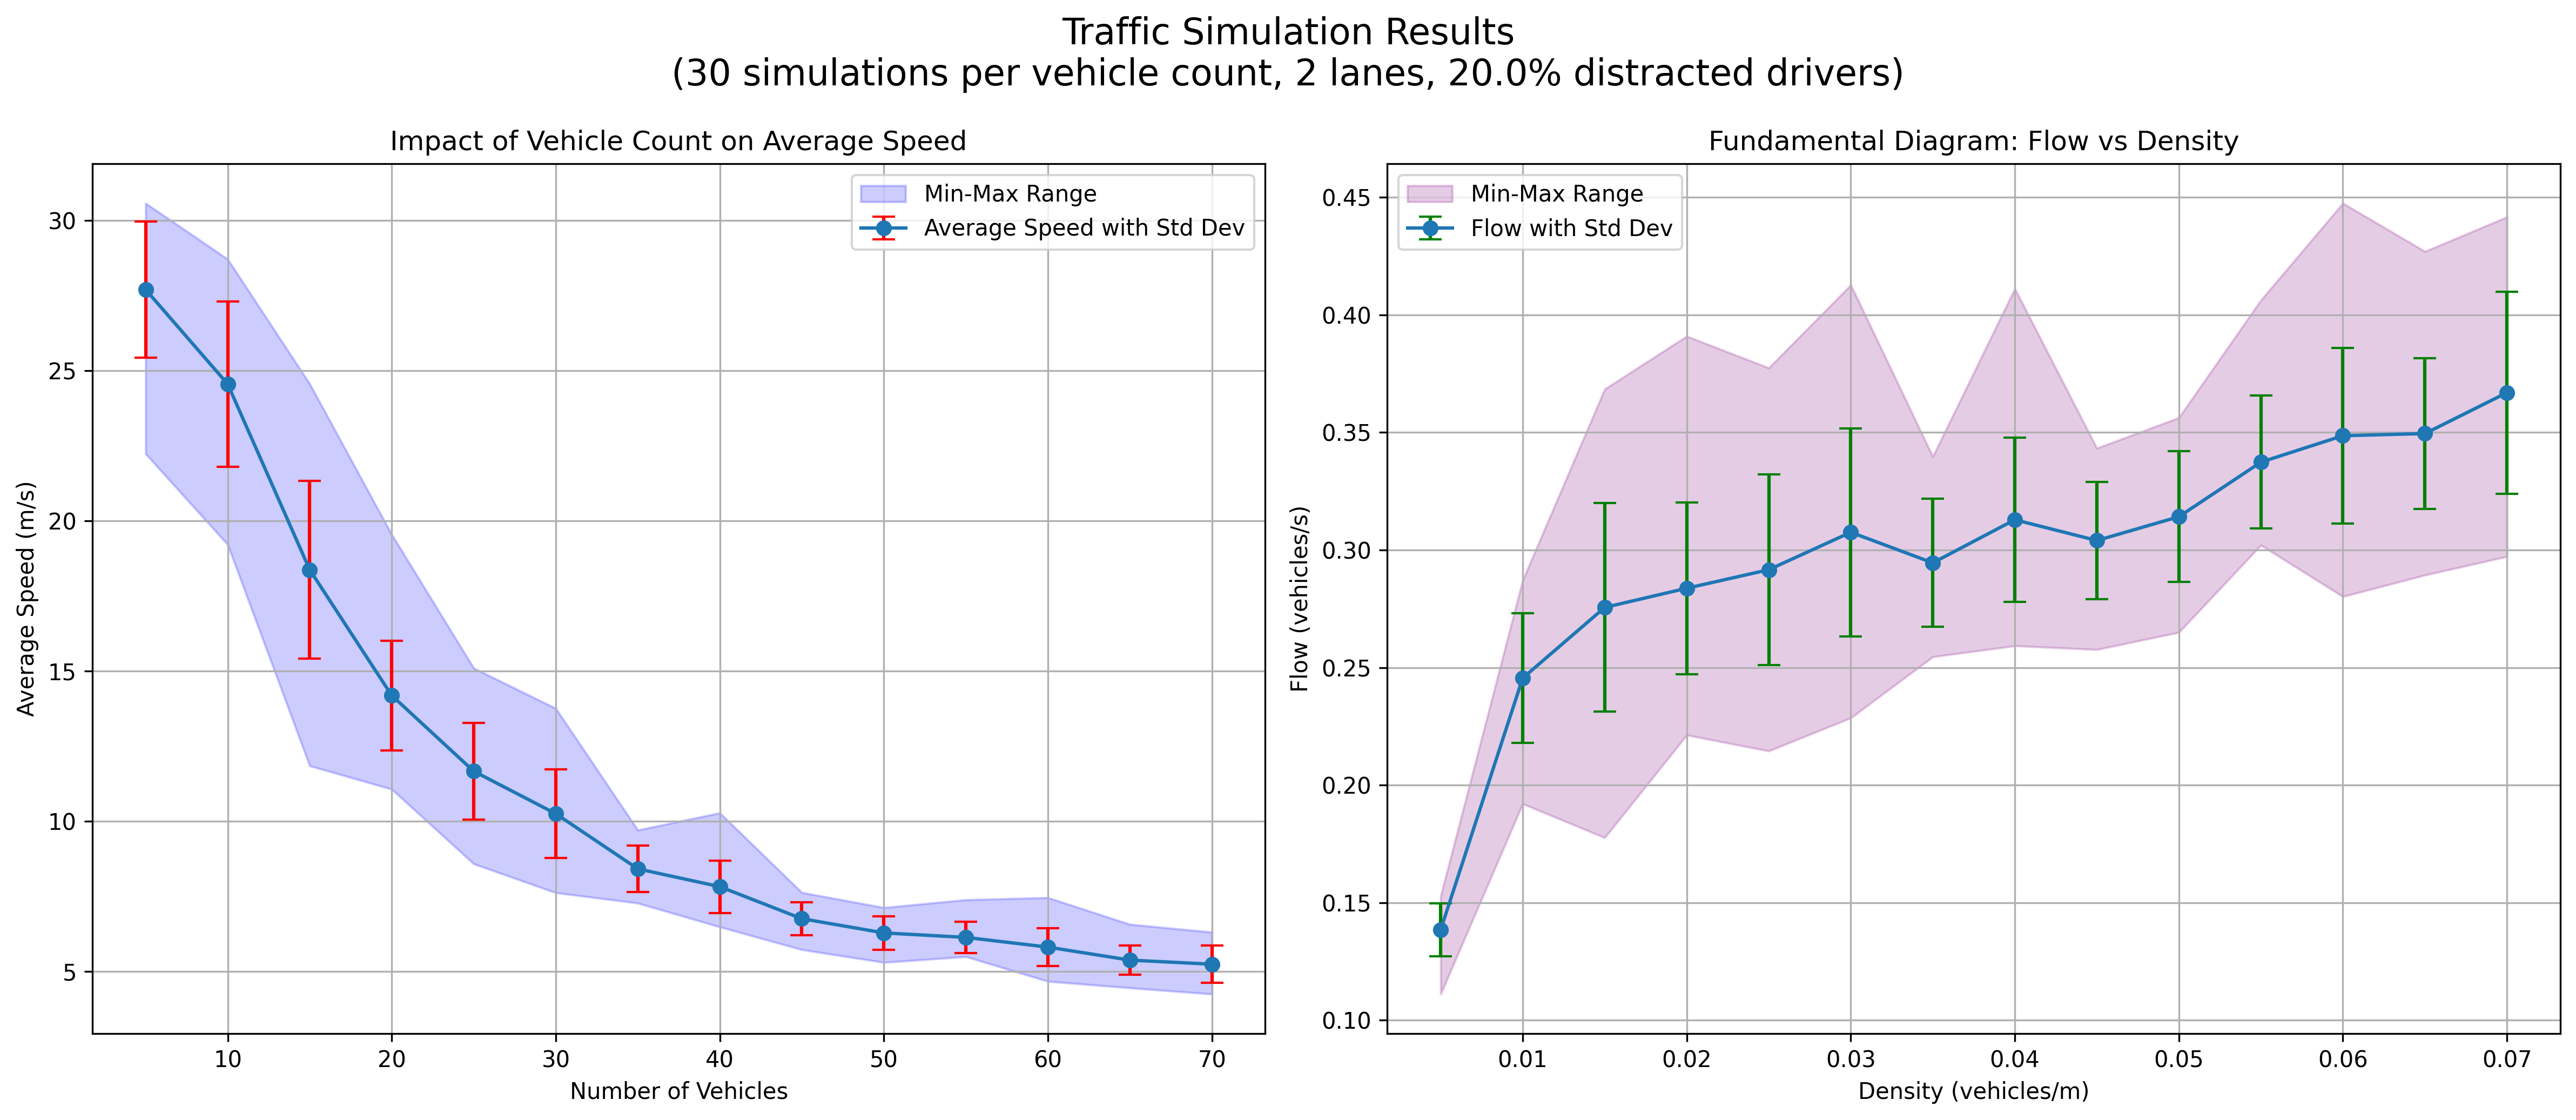 Traffic Simulation Results
(30 simulations per vehicle count, 2 lanes, 20.0% distracted drivers)
Impact of Vehicle Count on Average Speed
Min-Max Range
Average Speed with Std Dev
30
25
20
15
10
5
Average Speed (m/s)
10 20 30 40 50 60 70
Number of Vehicles
Fundamental Diagram: Flow vs Density
Min-Max Range
Flow with Std Dev
0.45
0.40
0.35
0.30
0.25
0.20
0.15
0.10
Flow (vehicles/s)
0.01 0.02 0.03 0.04 0.05 0.06 0.07
Density (vehicles/m)